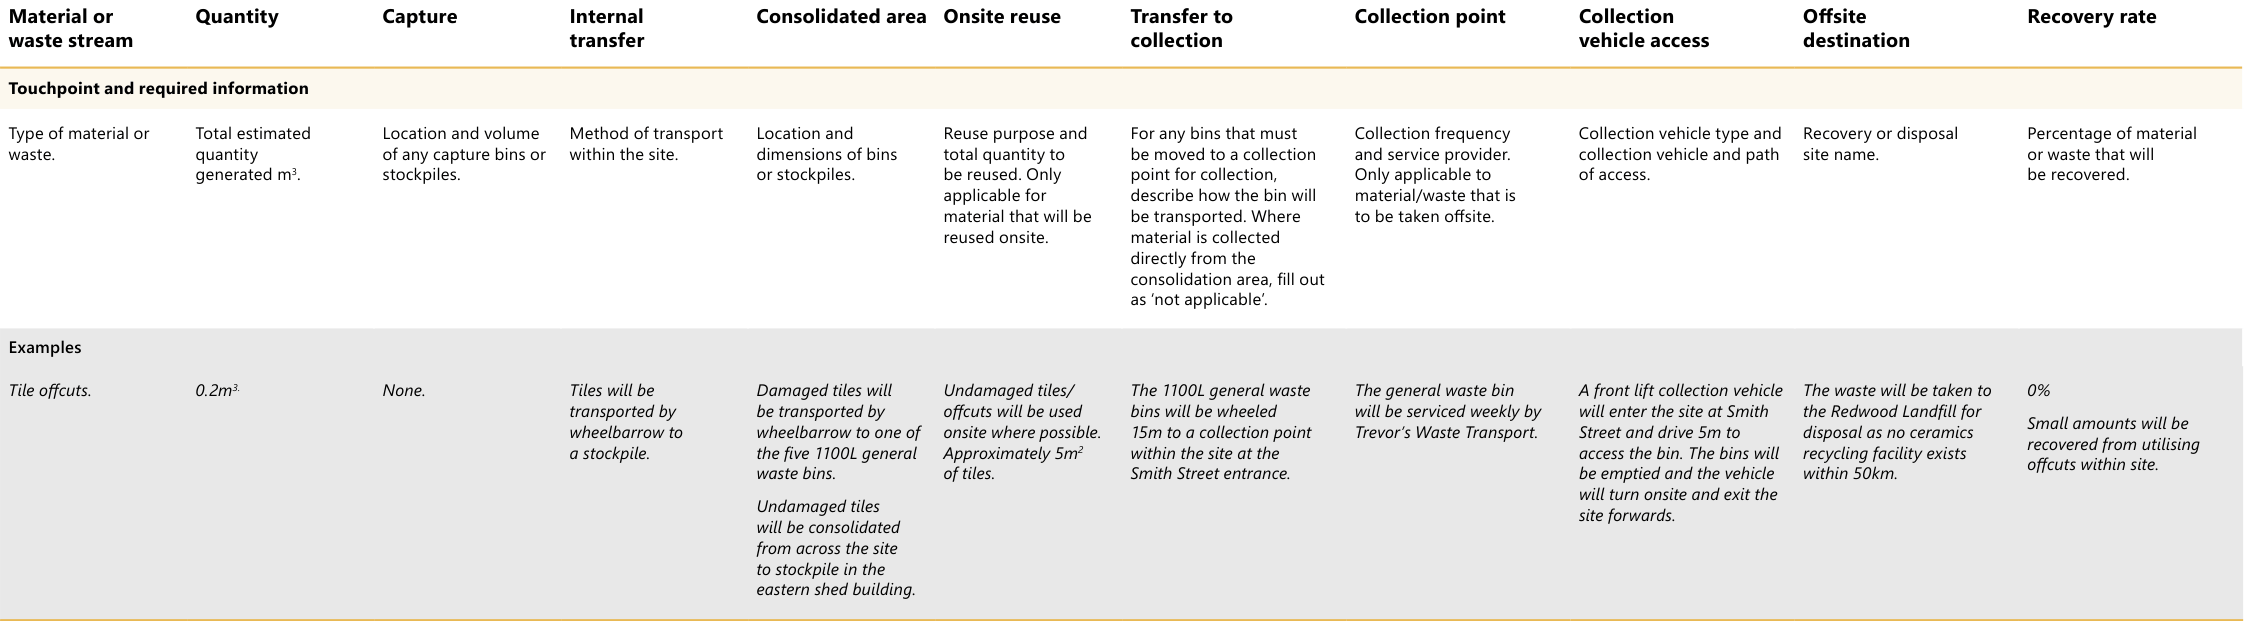 Material or
waste stream
Quantity
Capture
Internal
transfer
Consolidated area
Onsite reuse
Transfer to
collection
Collection point
Collection
vehicle access
Offsite
destination
Recovery rate
Touchpoint and required information
Type of material or
waste.
Total estimated
quantity
generated m³.
Location and volume
of any capture bins or
stockpiles.
Method of transport
within the site.
Location and
dimensions of bins
or stockpiles.
Reuse purpose and
total quantity to
be reused. Only
applicable for
material that will be
reused onsite.
For any bins that must
be moved to a collection
point for collection,
describe how the bin will
be transported. Where
material is collected
directly from the
consolidation area, fill out
as ‘not applicable’.
Collection frequency
and service provider.
Only applicable to
material/waste that is
to be taken offsite.
Collection vehicle type and
collection vehicle and path
of access.
Recovery or disposal
site name.
Percentage of material
or waste that will
be recovered.
Examples
Tile offcuts.
0.2m³.
None.
Tiles will be
transported by
wheelbarrow to
a stockpile.
Damaged tiles will
be transported by
wheelbarrow to one of
the five 1100L general
waste bins.
Undamaged tiles
will be consolidated
from across the site
to stockpile in the
eastern shed building.
Undamaged tiles/
offcuts will be used
onsite where possible.
Approximately 5m²
of tiles.
The 1100L general waste
bins will be wheeled
15m to a collection point
within the site at the
Smith Street entrance.
The general waste bin
will be serviced weekly by
Trevor’s Waste Transport.
A front lift collection vehicle
will enter the site at Smith
Street and drive 5m to
access the bin. The bins will
be emptied and the vehicle
will turn onsite and exit the
site forwards.
The waste will be taken to
the Redwood Landfill for
disposal as no ceramics
recycling facility exists
within 50km.
0%
Small amounts will be
recovered from utilising
offcuts within site.